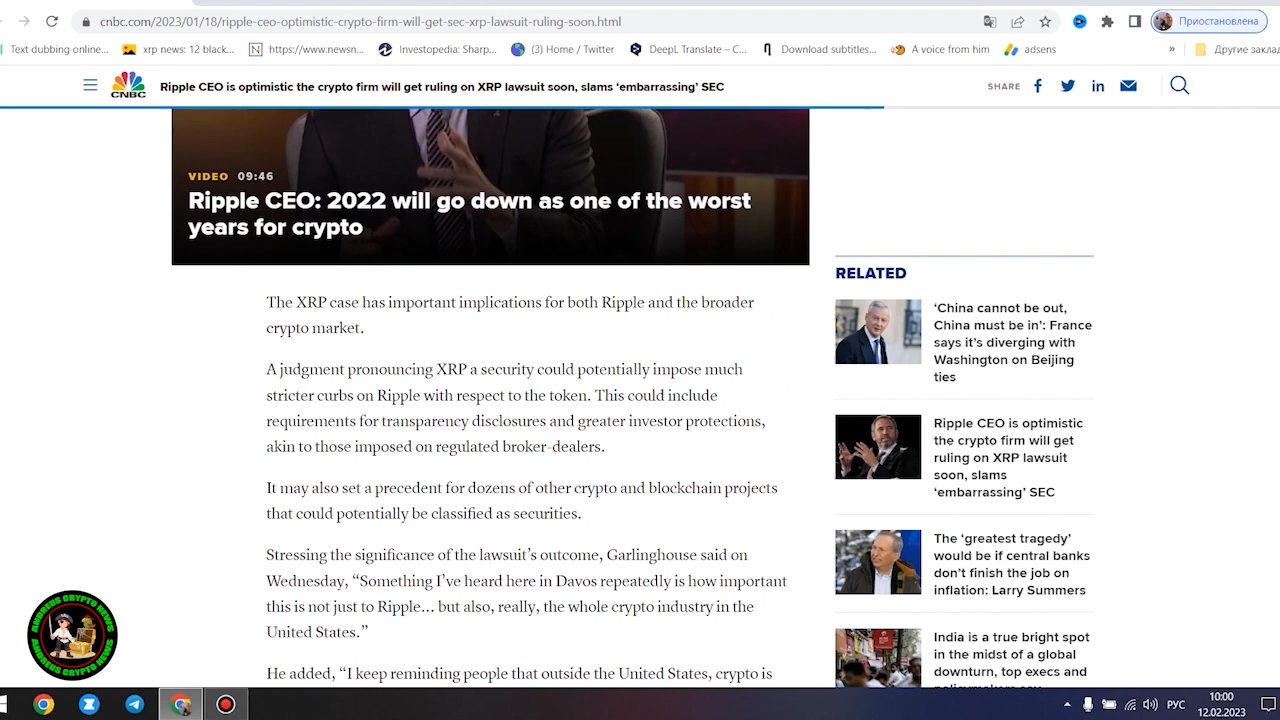 cnbc.com/2023/01/18/ripple-ceo-optimistic-crypto-firm-will-get-sec-xrp-lawsuit-ruling-soon.html
Приостановлена
Text dubbing online...
xrp news: 12 black...
https://www.newsn...
Investopedia: Sharp...
(3) Home / Twitter
DeepL Translate – C...
Download subtitles...
A voice from him
adsens
»
Другие закла
CNBC
Ripple CEO is optimistic the crypto firm will get ruling on XRP lawsuit soon, slams ‘embarrassing’ SEC
SHARE
VIDEO 09:46
Ripple CEO: 2022 will go down as one of the worst
years for crypto
The XRP case has important implications for both Ripple and the broader
crypto market.
A judgment pronouncing XRP a security could potentially impose much
stricter curbs on Ripple with respect to the token. This could include
requirements for transparency disclosures and greater investor protections,
akin to those imposed on regulated broker-dealers.
It may also set a precedent for dozens of other crypto and blockchain projects
that could potentially be classified as securities.
Stressing the significance of the lawsuit’s outcome, Garlinghouse said on
Wednesday, “Something I’ve heard here in Davos repeatedly is how important
this is not just to Ripple... but also, really, the whole crypto industry in the
United States.”
He added, “I keep reminding people that outside the United States, crypto is
RELATED
‘China cannot be out,
China must be in’: France
says it’s diverging with
Washington on Beijing
ties
Ripple CEO is optimistic
the crypto firm will get
ruling on XRP lawsuit
soon, slams
‘embarrassing’ SEC
The ‘greatest tragedy’
would be if central banks
don’t finish the job on
inflation: Larry Summers
India is a true bright spot
in the midst of a global
downturn, top execs and
policymakers say
ANDREUS CRYPTO NEWS
ANDREUS CRYPTO NEWS
РУС
10:00
12.02.2023